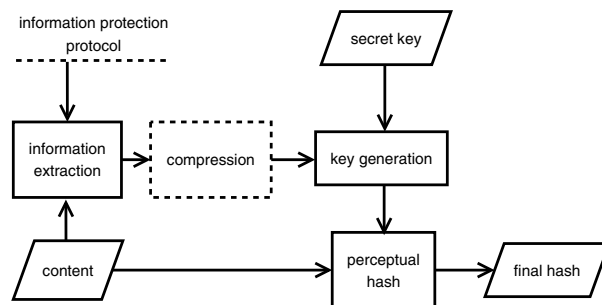 information protection
protocol
secret key
information
extraction
compression
key generation
content
perceptual
hash
final hash